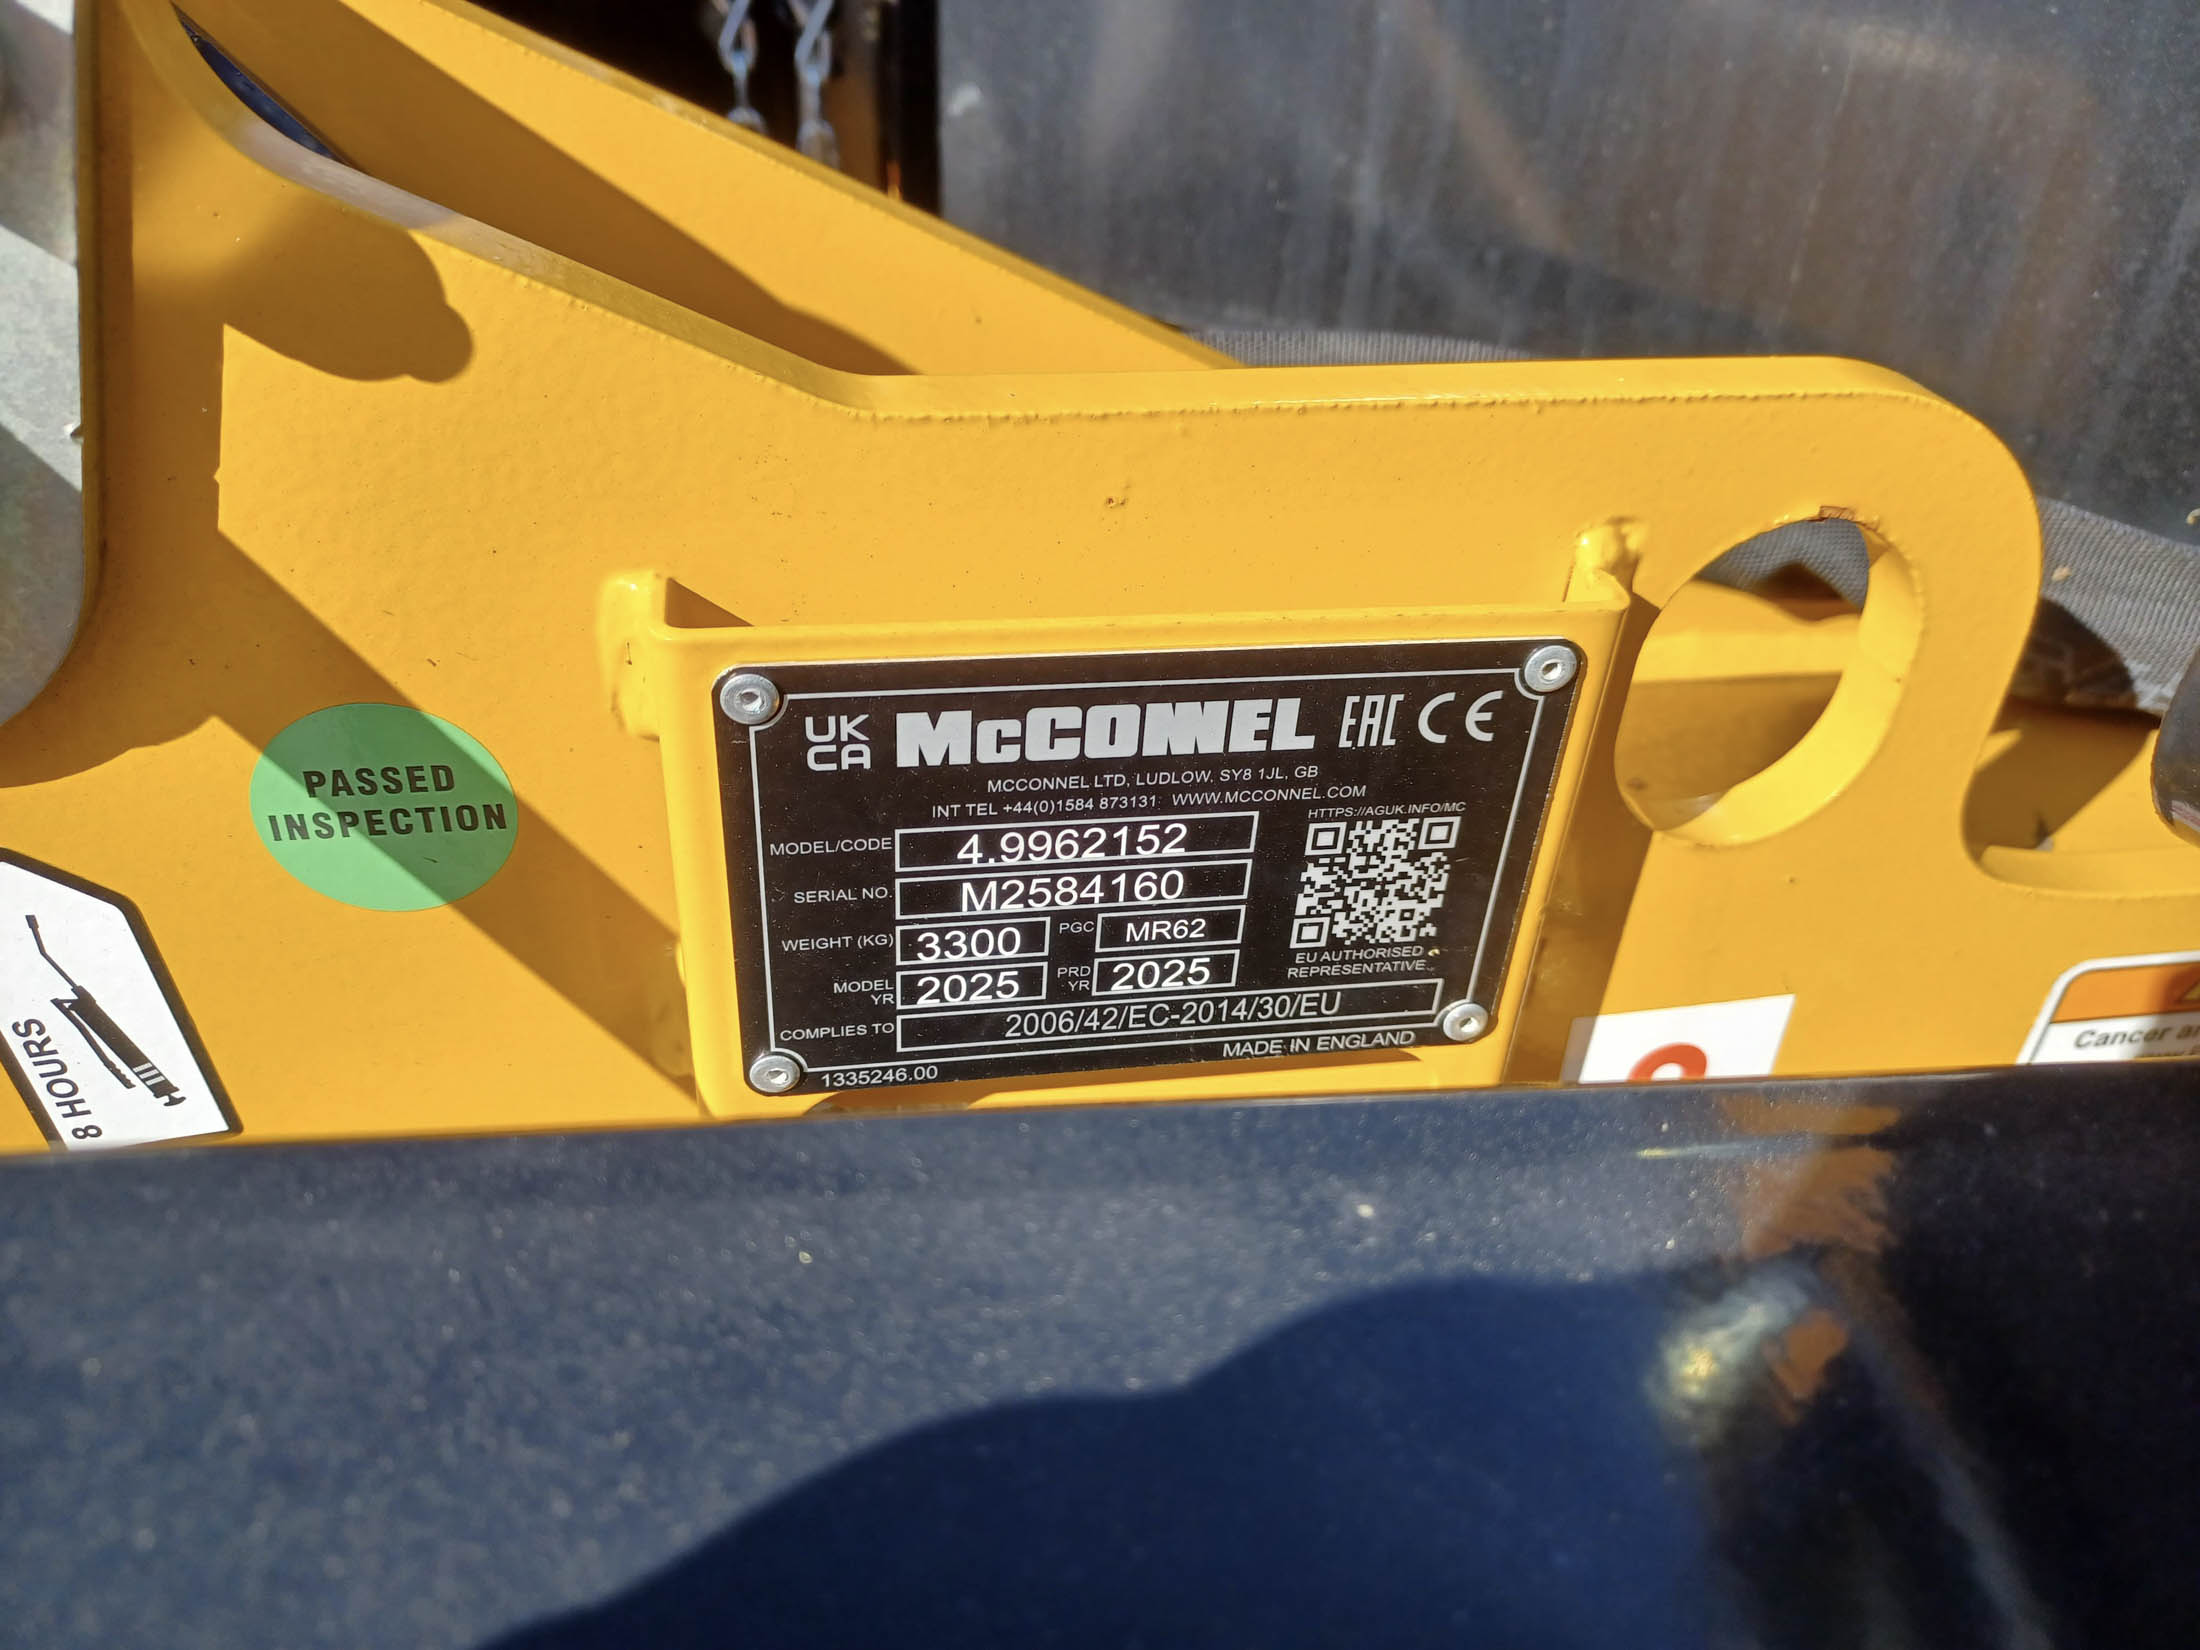 UK
CA
McCONNEL
EAC CE
MCCONNEL LTD, LUDLOW, SY8 1JL, GB
INT TEL +44(0)1584 873131 WWW.MCCONNEL.COM
HTTPS://AGUK.INFO/MC
MODEL/CODE 4.9962152
SERIAL NO. M2584160
WEIGHT (KG) 3300 PGC MR62
MODEL YR 2025 PRD YR 2025
EU AUTHORISED
REPRESENTATIVE
COMPLIES TO 2006/42/EC-2014/30/EU
MADE IN ENGLAND
1335246.00
PASSED
INSPECTION
8 HOURS
Cancer